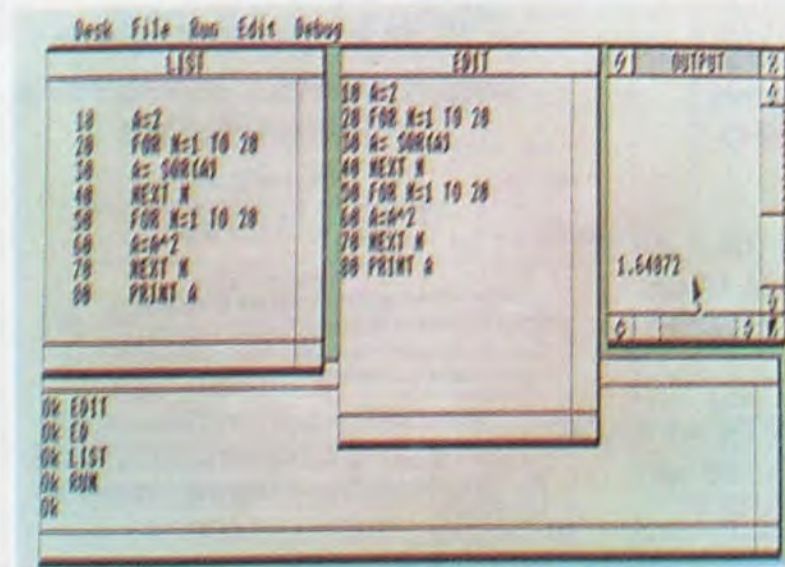 Desk File Run Edit Debug
LIST
10 A=2
20 FOR N=1 TO 20
30 A= SQR(A)
40 NEXT N
50 FOR N=1 TO 20
60 A=A^2
70 NEXT N
80 PRINT A
EDIT
10 A=2
20 FOR N=1 TO 20
30 A= SQR(A)
40 NEXT N
50 FOR N=1 TO 20
60 A=A^2
70 NEXT N
80 PRINT A
OUTPUT
1.64872
Ok EDIT
Ok ED
Ok LIST
Ok RUN
Ok